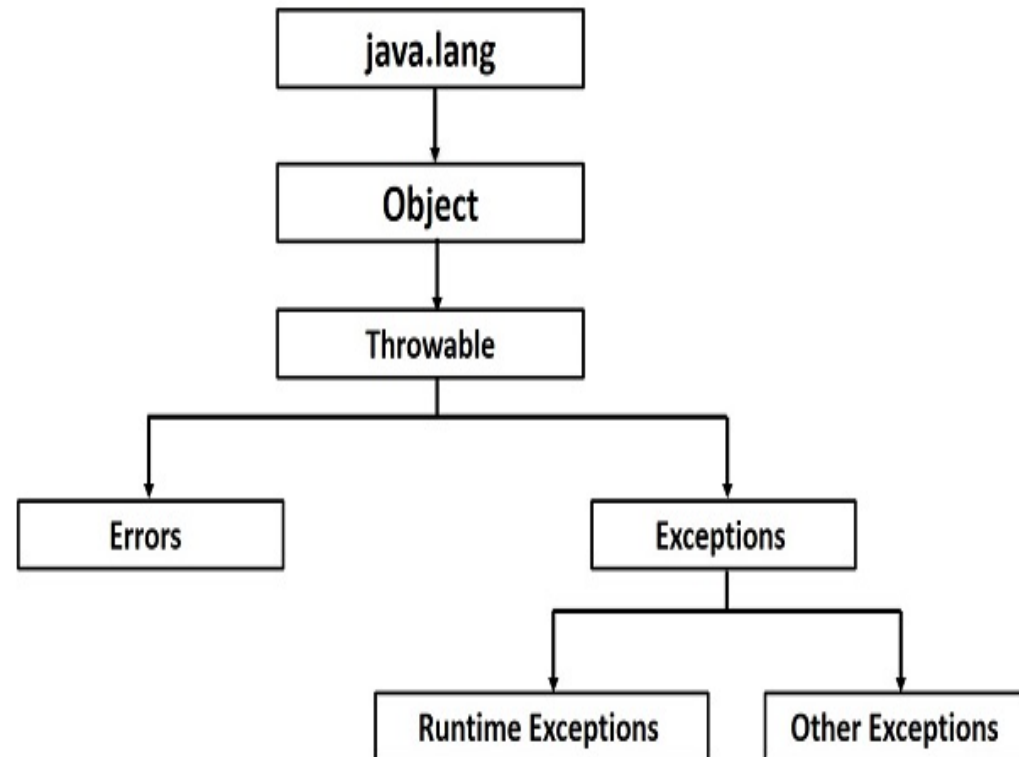 java.lang
Object
Throwable
Errors
Exceptions
Runtime Exceptions
Other Exceptions